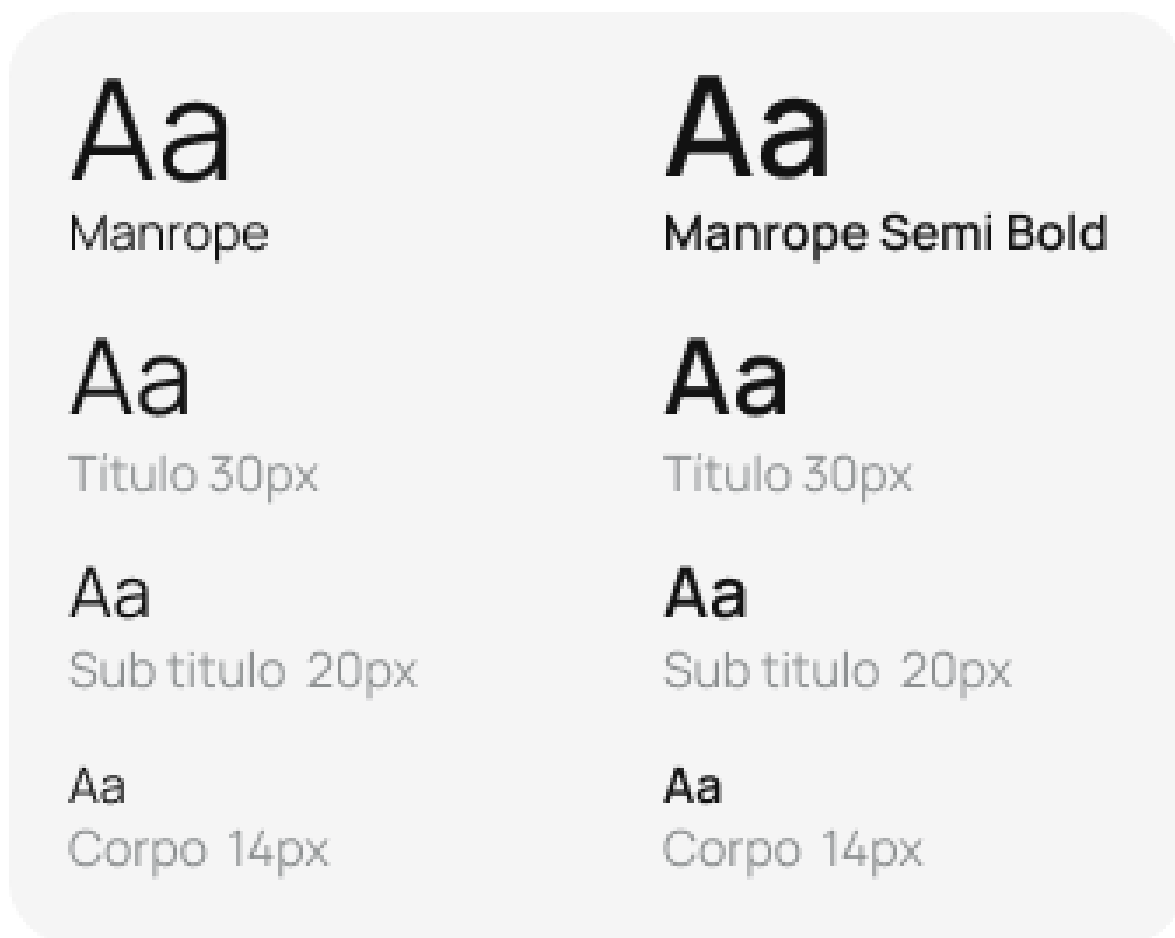 Aa
Manrope
Aa
Titulo 30px
Aa
Sub titulo 20px
Aa
Corpo 14px
Aa
Manrope Semi Bold
Aa
Titulo 30px
Aa
Sub titulo 20px
Aa
Corpo 14px